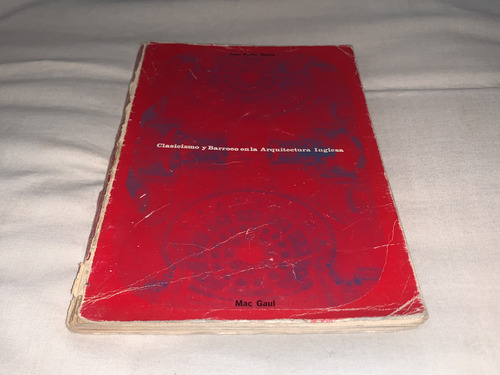 Clasicismo y Barroco en la Arquitectura Inglesa
Mac Gaul